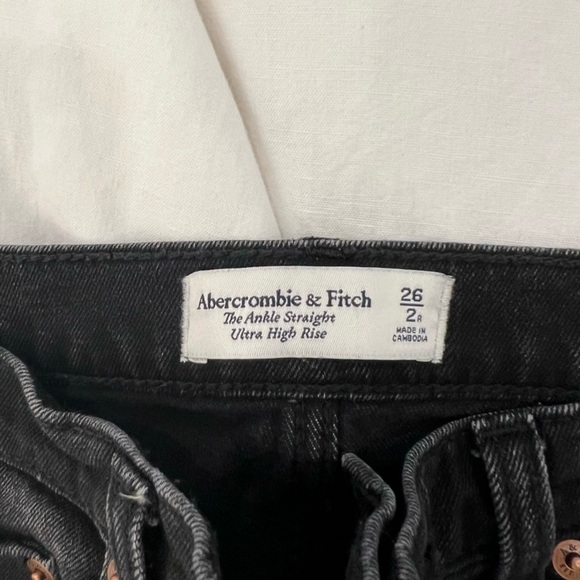 Abercrombie & Fitch
The Ankle Straight
Ultra High Rise
26
2R
MADE IN
CAMBODIA